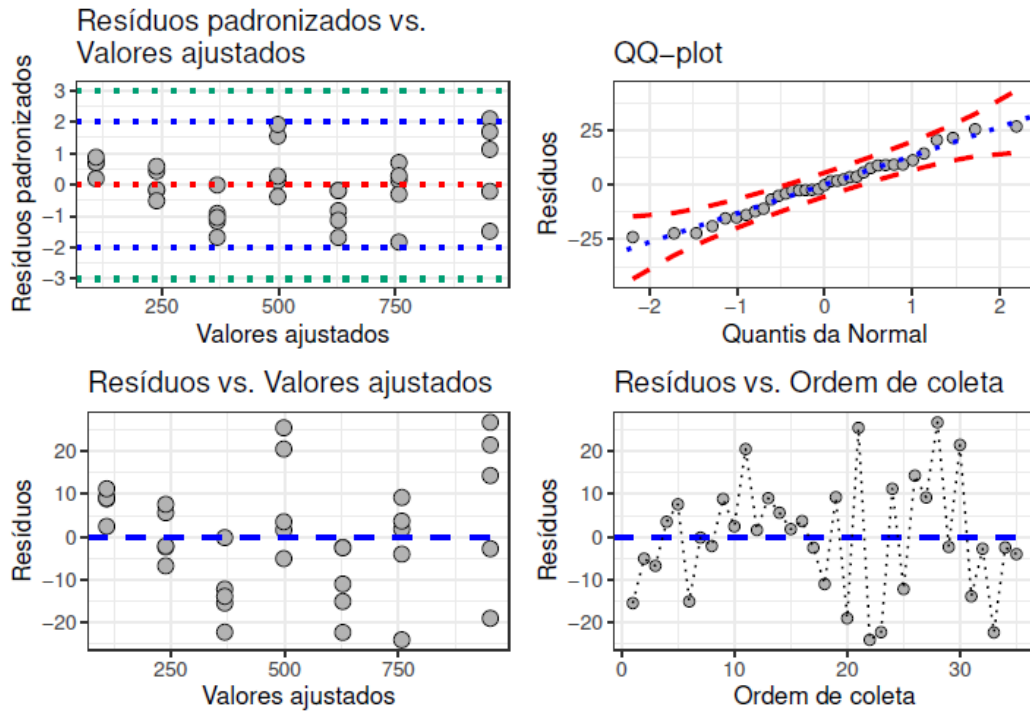 Resíduos padronizados vs.
Valores ajustados
Resíduos padronizados
3
2
1
0
−1
−2
−3
250
500
750
Valores ajustados
QQ−plot
Resíduos
25
0
−25
−2
−1
0
1
2
Quantis da Normal
Resíduos vs. Valores ajustados
Resíduos
20
10
0
−10
−20
250
500
750
Valores ajustados
Resíduos vs. Ordem de coleta
Resíduos
20
10
0
−10
−20
0
10
20
30
Ordem de coleta